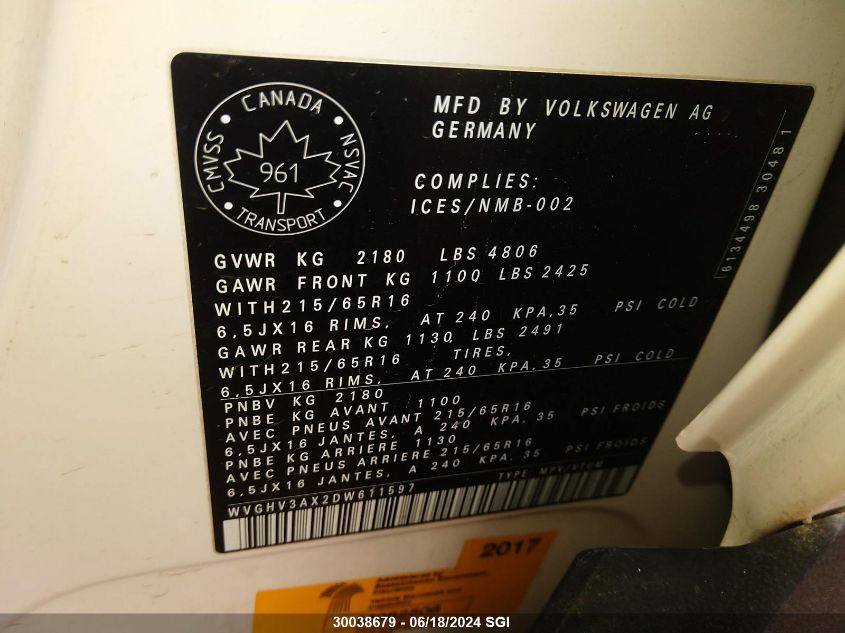 CANADA
CMVSS
NSVAC
961
TRANSPORT
MFD BY VOLKSWAGEN AG
GERMANY
COMPLIES:
ICES/NMB-002
6134498 30481
GVWR KG 2180 LBS 4806
GAWR FRONT KG 1100 LBS 2425
WITH215/65R16
6,5JX16 RIMS, AT 240 KPA,35 PSI COLD
GAWR REAR KG 1130 LBS 2491
WITH215/65R16 TIRES,
6,5JX16 RIMS, AT 240 KPA,35 PSI COLD
PNBV KG 2180
PNBE KG AVANT 1100
AVEC PNEUS AVANT 215/65R16
6,5JX16 JANTES, A 240 KPA, 35 PSI FROIDS
PNBE KG ARRIERE 1130
AVEC PNEUS ARRIERE 215/65R16
6,5JX16 JANTES, A 240 KPA, 35 PSI FROIDS
WVGHV3AX2DW611597 TYPE MPV/VTUM
2017
30038679 - 06/18/2024 SGI